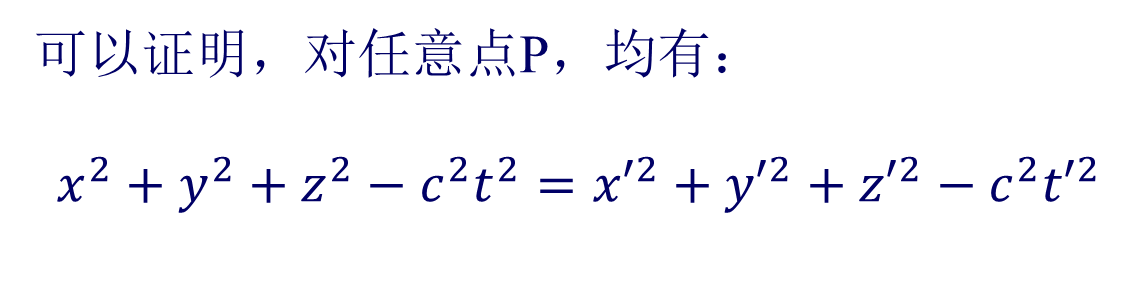 可以证明，对任意点P，均有：
x² + y² + z² − c²t² = x′² + y′² + z′² − c²t′²